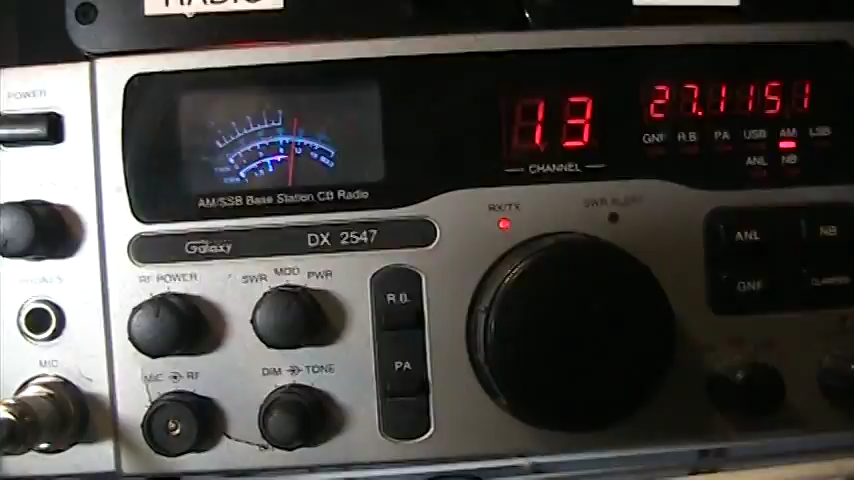 RADIO
POWER
13
27.1151
GNF R.B. PA USB AM LSB
ANL NB
CHANNEL
AM/SSB Base Station CB Radio
Galaxy DX 2547
RX/TX SWR ALERT
ANL NB
GNF
PHONES
RF POWER
SWR MOD PWR
R.B.
MIC
MIC RF
DIM TONE
PA